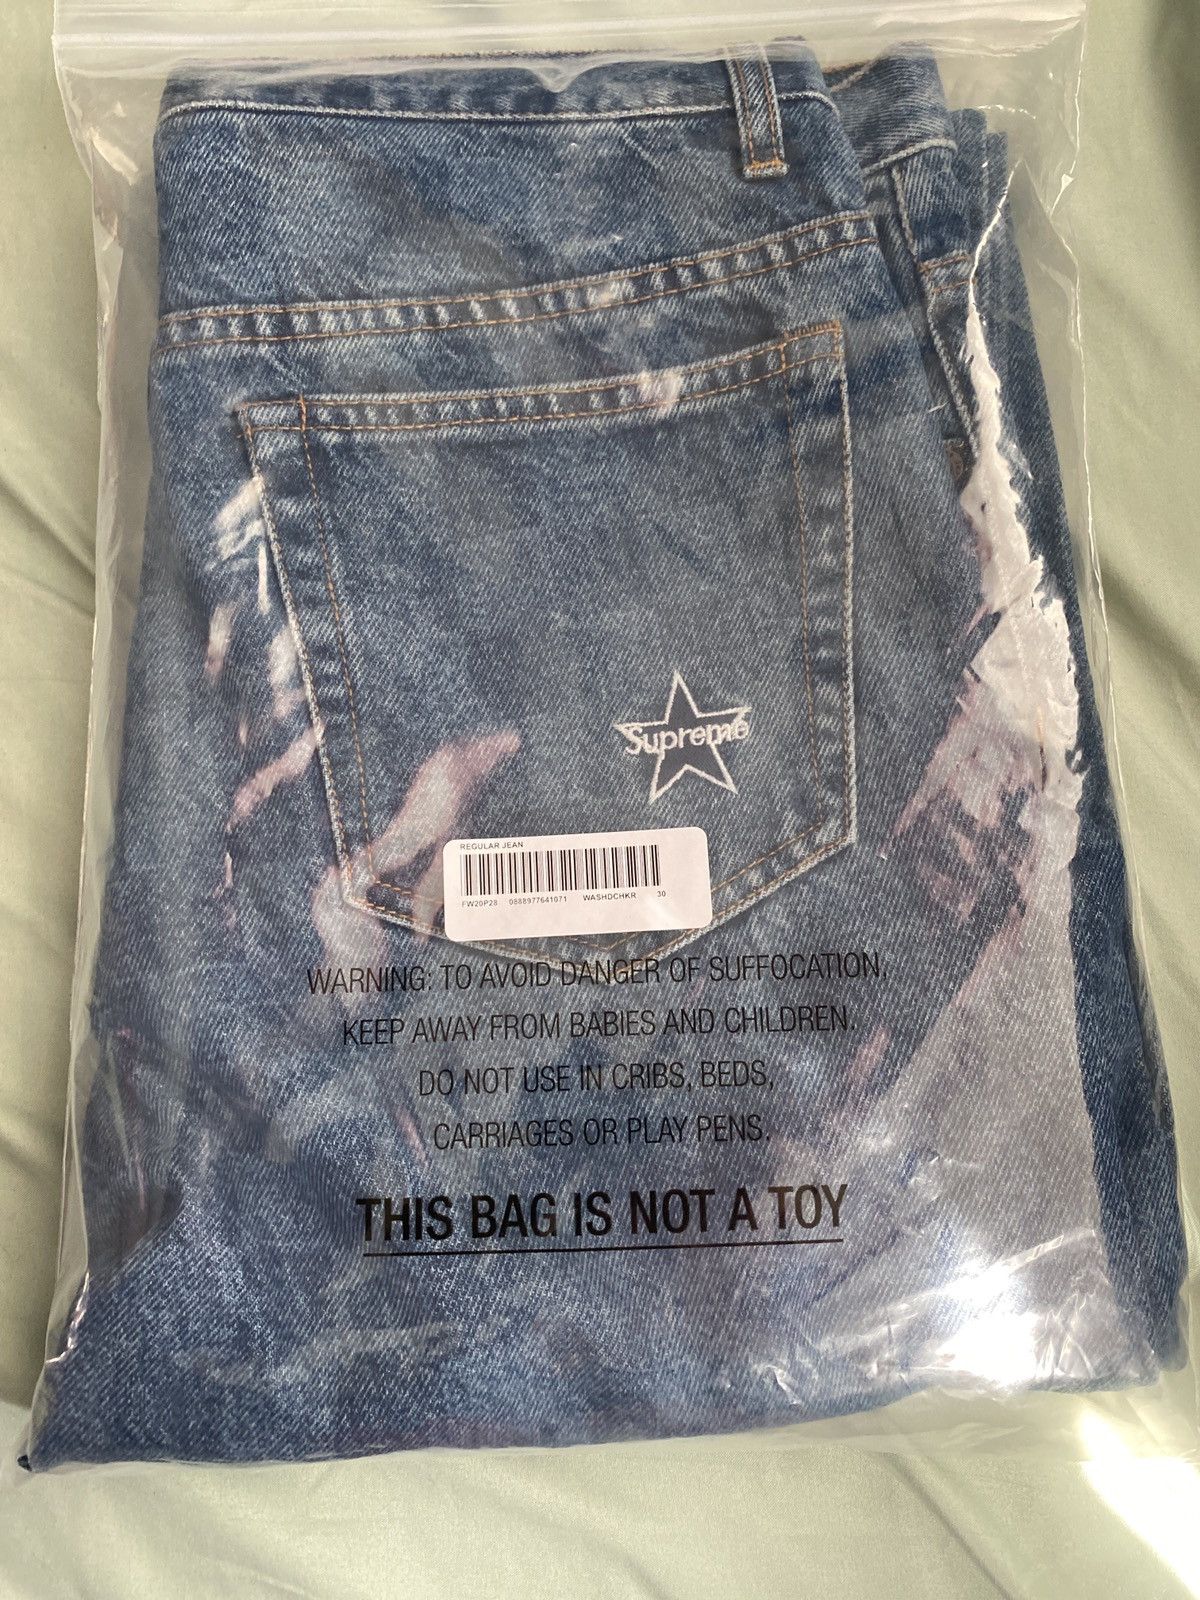 Supreme
REGULAR JEAN
FW20P28 0888977641071 WASHDCHKR 30
WARNING: TO AVOID DANGER OF SUFFOCATION,
KEEP AWAY FROM BABIES AND CHILDREN.
DO NOT USE IN CRIBS, BEDS,
CARRIAGES OR PLAY PENS.
THIS BAG IS NOT A TOY